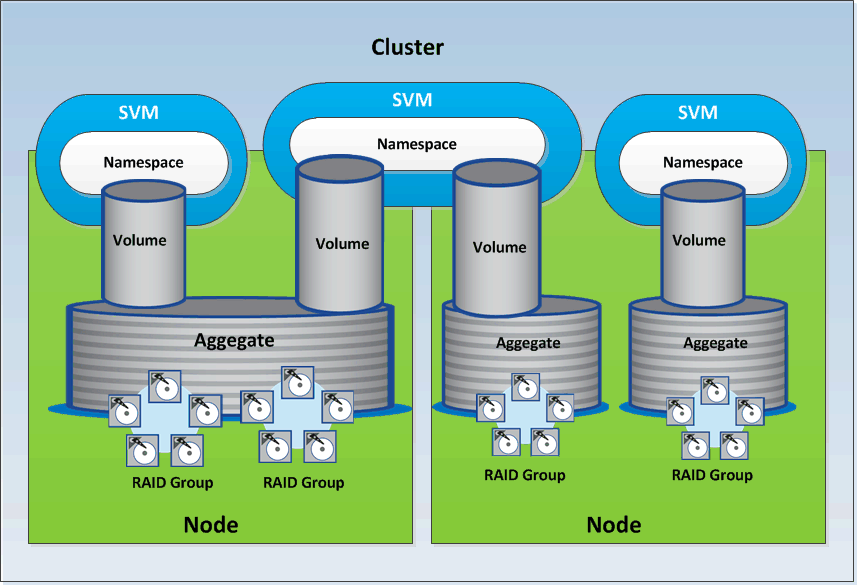 Cluster
SVM
SVM
SVM
Namespace
Namespace
Namespace
Volume
Volume
Volume
Volume
Aggegate
Aggegate
Aggegate
RAID Group
RAID Group
RAID Group
RAID Group
Node
Node